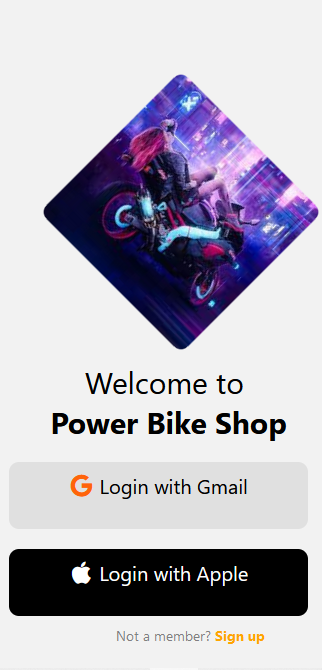 Welcome to
Power Bike Shop
Login with Gmail
Login with Apple
Not a member? Sign up